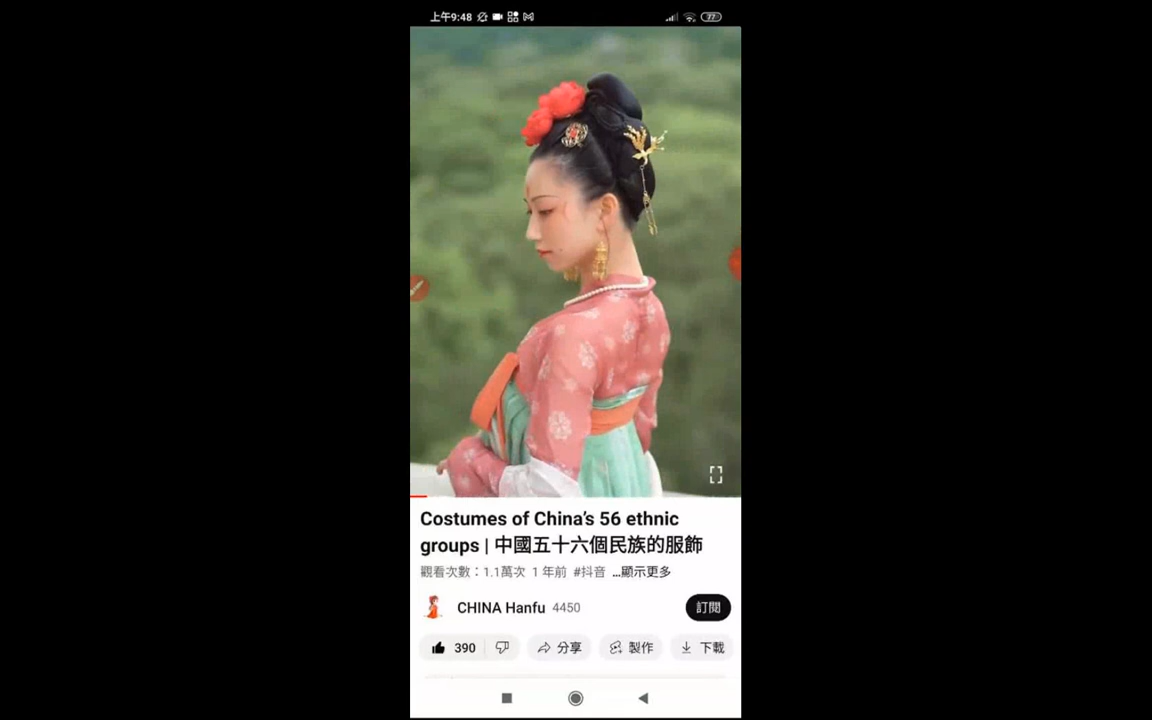 上午9:48
77
Costumes of China’s 56 ethnic
groups | 中國五十六個民族的服飾
觀看次數：1.1萬次 1 年前 #抖音 ...顯示更多
CHINA Hanfu 4450 訂閱
390 分享 製作 下載